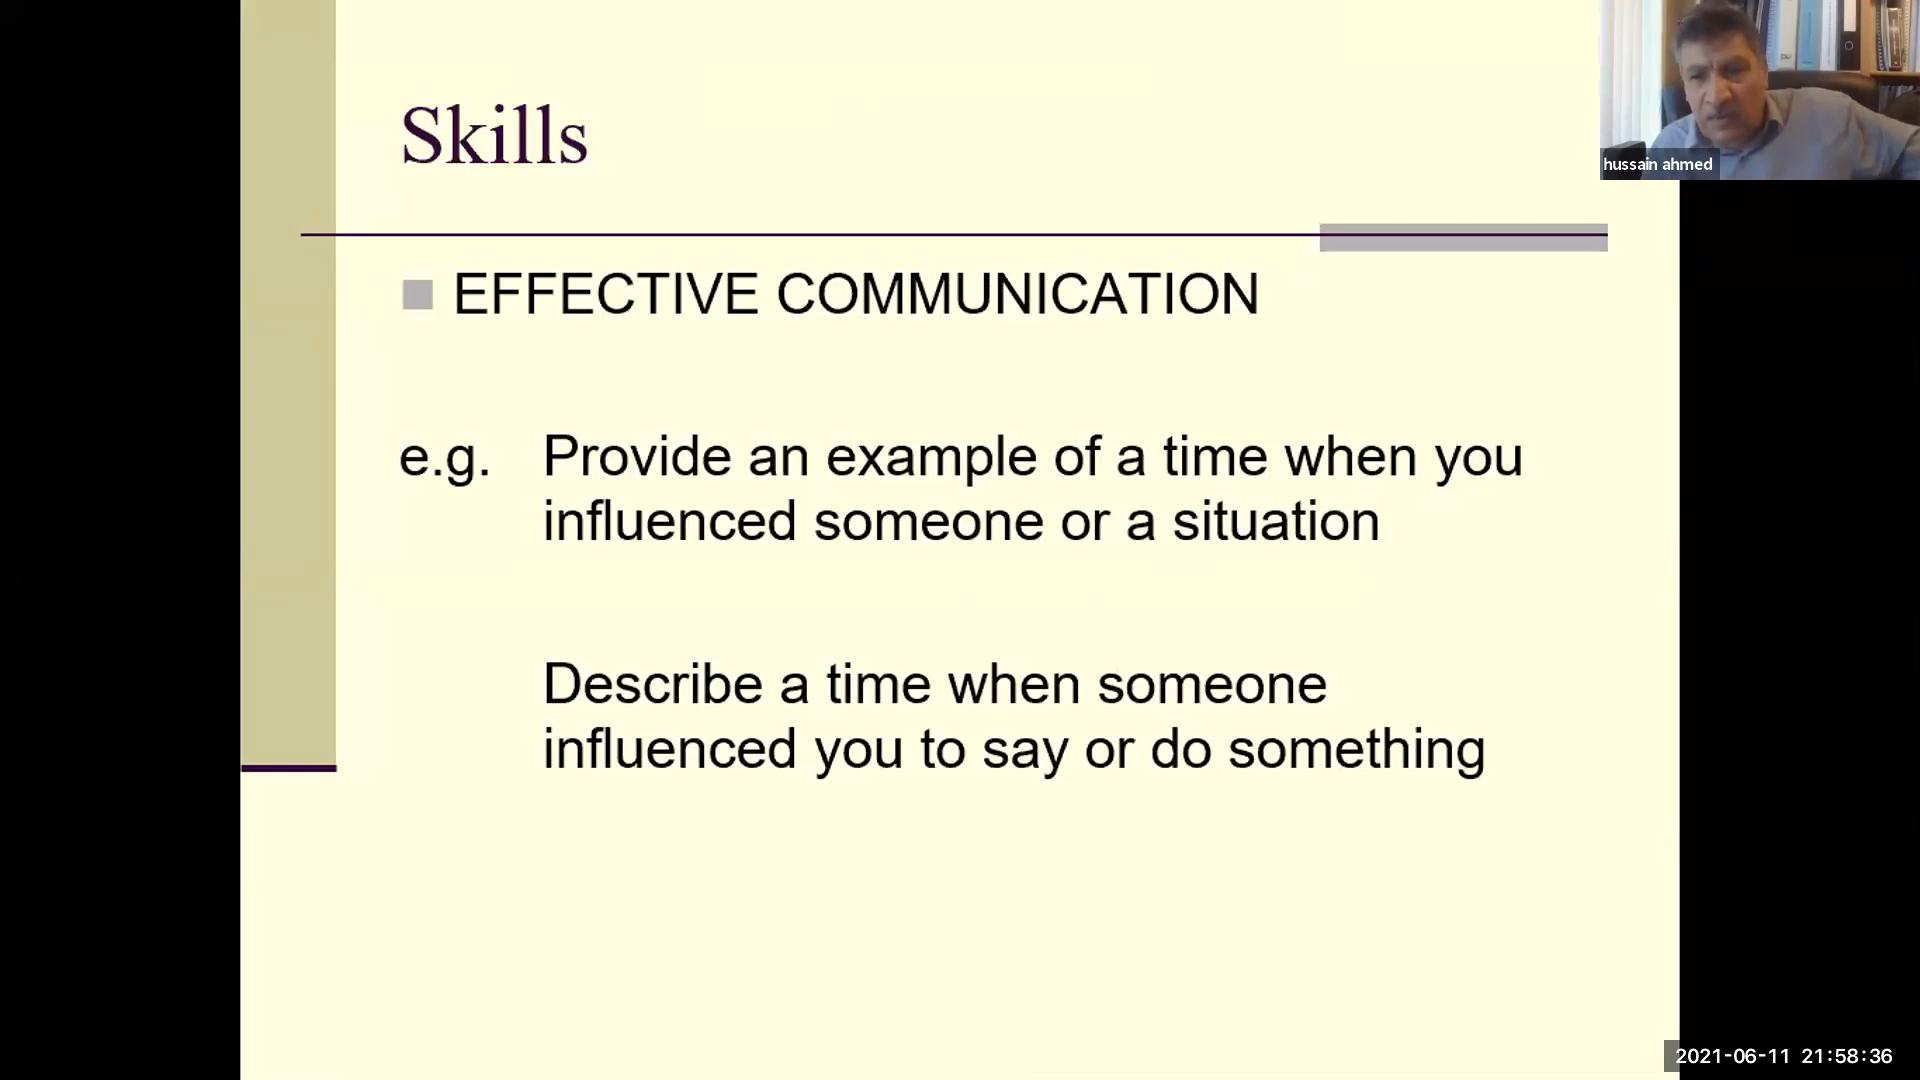 Skills
hussain ahmed
EFFECTIVE COMMUNICATION
e.g. Provide an example of a time when you
influenced someone or a situation
Describe a time when someone
influenced you to say or do something
2021-06-11 21:58:36